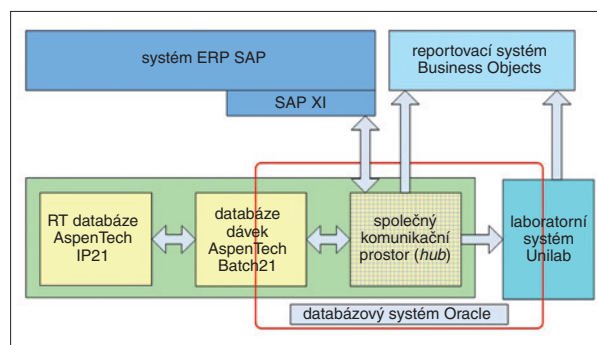 systém ERP SAP
SAP XI
reportovací systém
Business Objects
RT databáze
AspenTech
IP21
databáze
dávek
AspenTech
Batch21
společný
komunikační
prostor (hub)
laboratorní
systém
Unilab
databázový systém Oracle